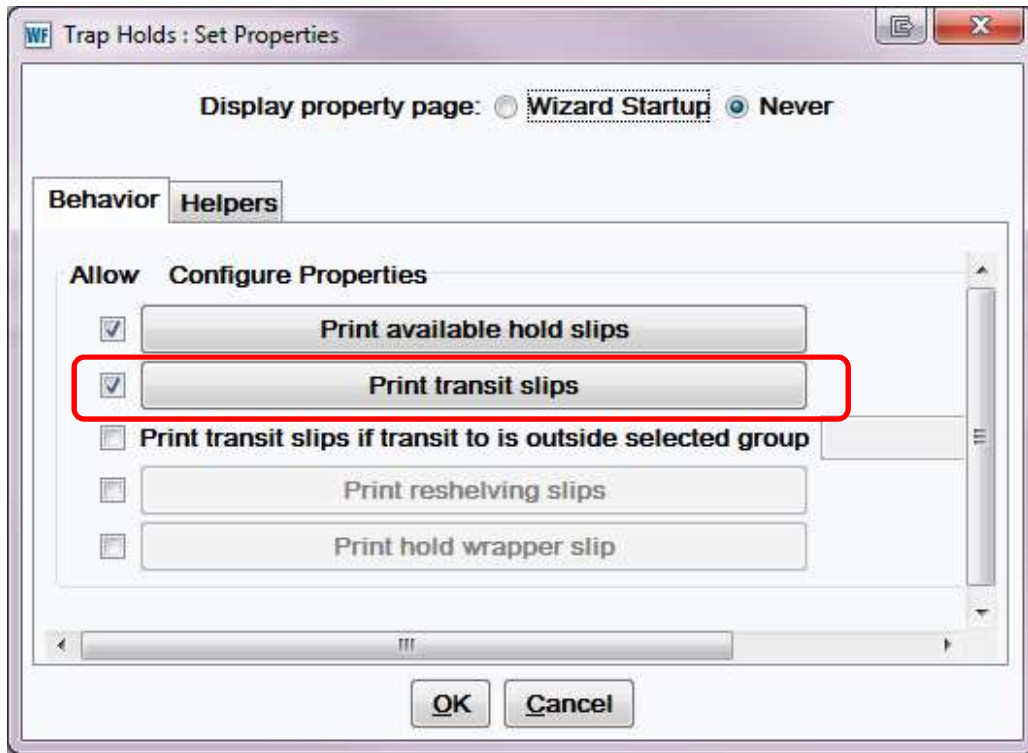 WF Trap Holds : Set Properties
Display property page: Wizard Startup Never
Behavior Helpers
Allow Configure Properties
Print available hold slips
Print transit slips
Print transit slips if transit to is outside selected group
Print reshelving slips
Print hold wrapper slip
OK Cancel